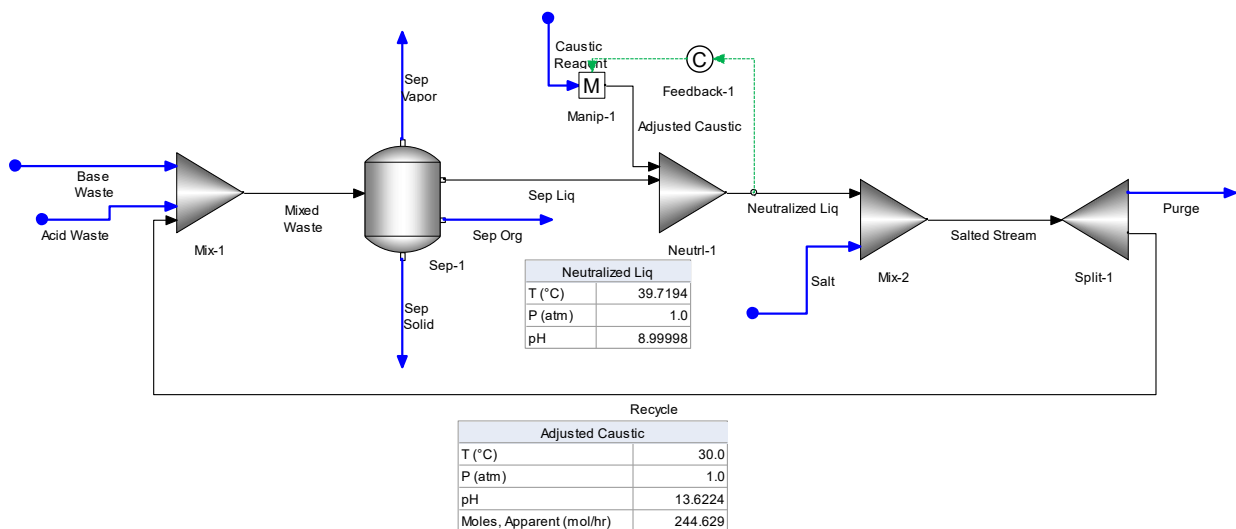 Caustic
Reagent
M
Manip-1
C
Feedback-1
Adjusted Caustic
Sep
Vapor
Base
Waste
Acid Waste
Mix-1
Mixed
Waste
Sep Liq
Sep Org
Sep-1
Sep
Solid
Neutrl-1
Neutralized Liq
Salt
Mix-2
Salted Stream
Split-1
Purge
Neutralized Liq
T (°C) 39.7194
P (atm) 1.0
pH 8.99998
Recycle
Adjusted Caustic
T (°C) 30.0
P (atm) 1.0
pH 13.6224
Moles, Apparent (mol/hr) 244.629